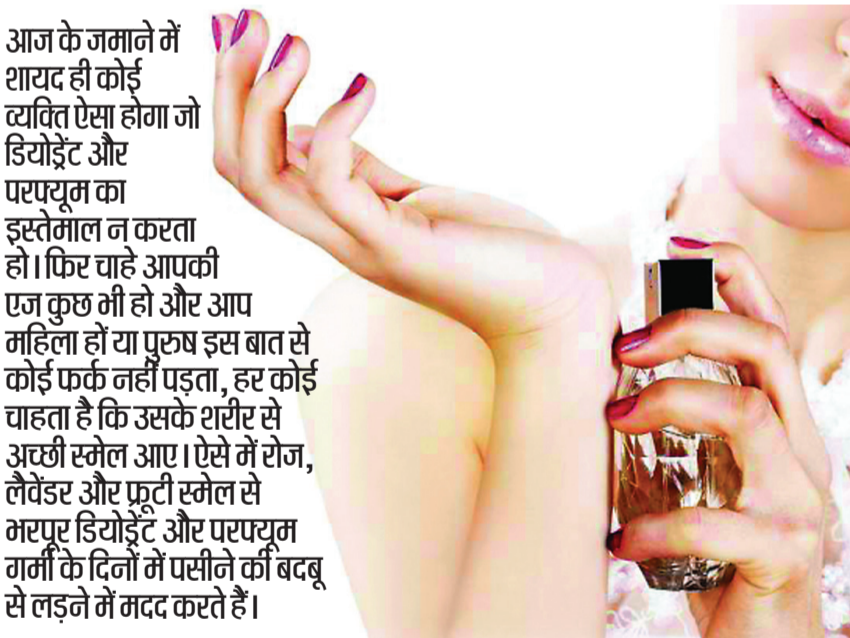 आज के जमाने में
शायद ही कोई
व्यक्ति ऐसा होगा जो
डियोड्रेंट और
परफ्यूम का
इस्तेमाल न करता
हो। फिर चाहे आपकी
एज कुछ भी हो और आप
महिला हों या पुरुष इस बात से
कोई फर्क नहीं पड़ता, हर कोई
चाहता है कि उसके शरीर से
अच्छी स्मेल आए। ऐसे में रोज,
लैवेंडर और फ्रूटी स्मेल से
भरपूर डियोड्रेंट और परफ्यूम
गर्मी के दिनों में पसीने की बदबू
से लड़ने में मदद करते हैं।